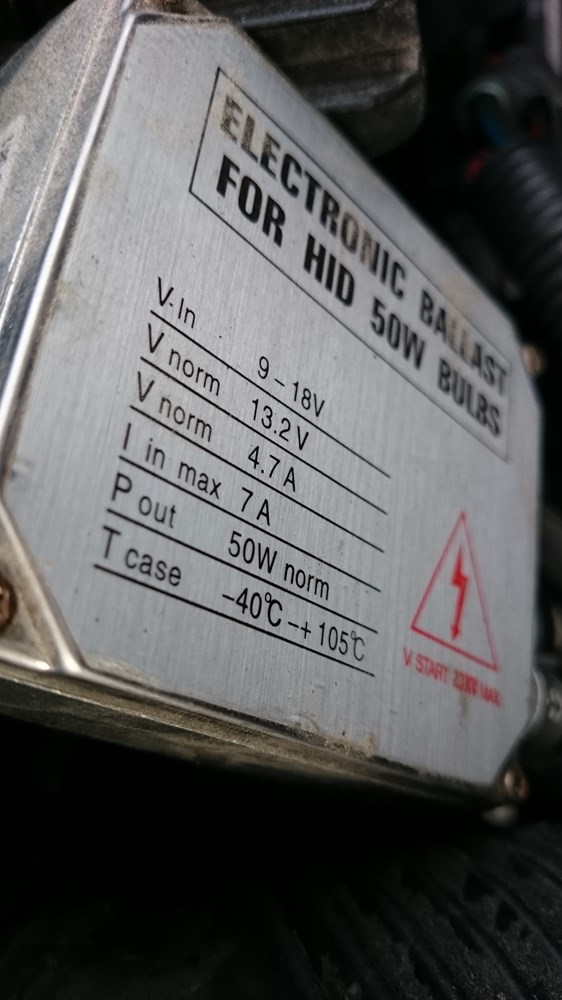 ELECTRONIC BALLAST
FOR HID 50W BULBS
V·In 9–18V
V norm 13.2V
V norm 4.7A
I in max 7A
P out 50W norm
T case -40℃-+105℃
V START MAX